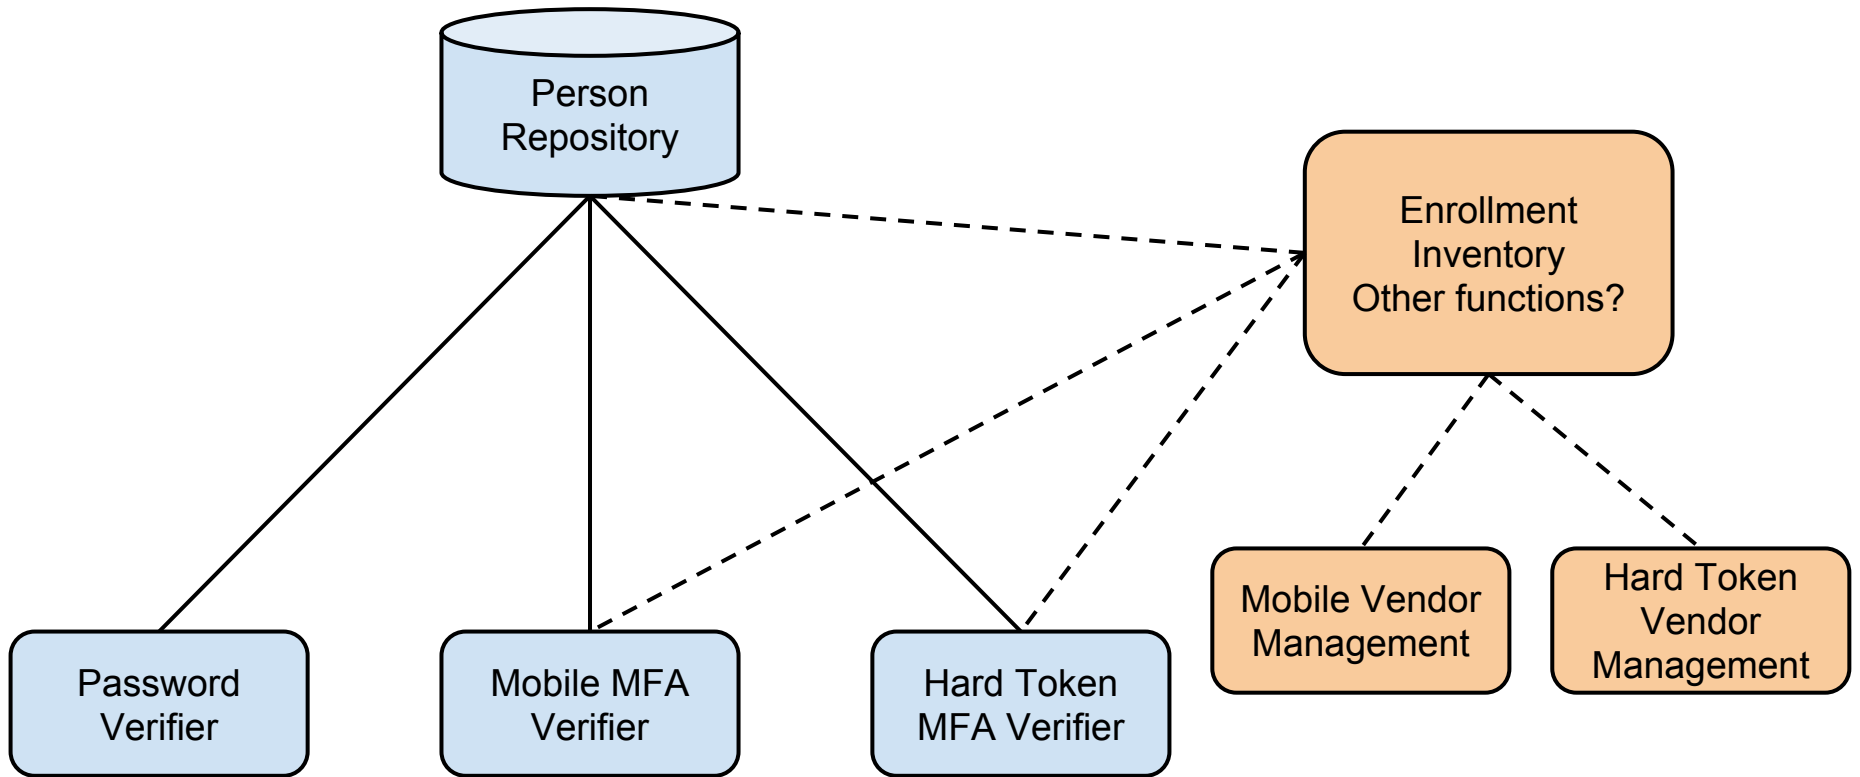 Person
Repository
Enrollment
Inventory
Other functions?
Mobile Vendor
Management
Hard Token
Vendor
Management
Password
Verifier
Mobile MFA
Verifier
Hard Token
MFA Verifier